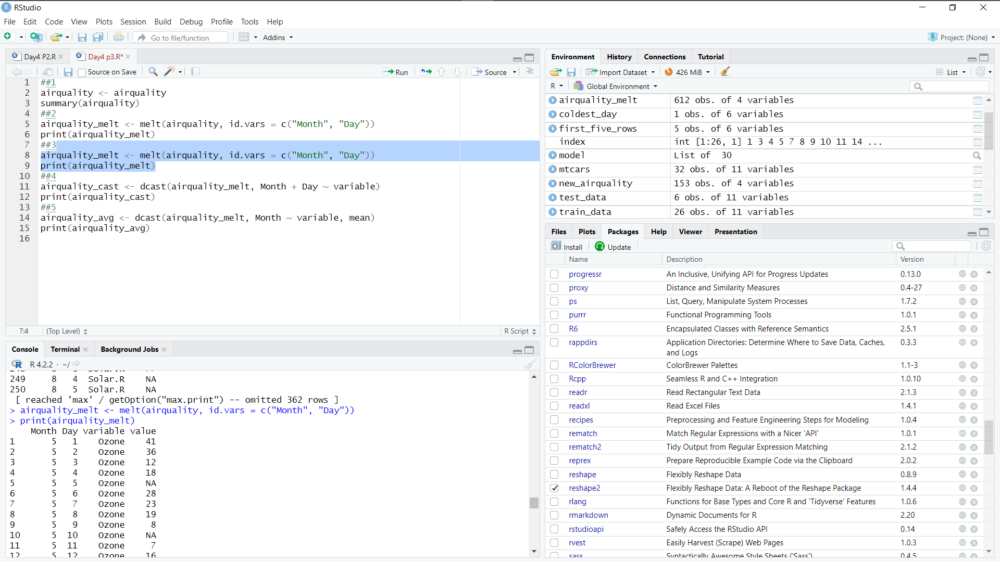 RStudio
File Edit Code View Plots Session Build Debug Profile Tools Help
Go to file/function Addins Project: (None)
Day4 P2.R Day4 p3.R*
Source on Save Run Source
1 ##1
2 airquality <- airquality
3 summary(airquality)
4 ##2
5 airquality_melt <- melt(airquality, id.vars = c("Month", "Day"))
6 print(airquality_melt)
7 ##3
8 airquality_melt <- melt(airquality, id.vars = c("Month", "Day"))
9 print(airquality_melt)
10 ##4
11 airquality_cast <- dcast(airquality_melt, Month + Day ~ variable)
12 print(airquality_cast)
13 ##5
14 airquality_avg <- dcast(airquality_melt, Month ~ variable, mean)
15 print(airquality_avg)
16
7:4 (Top Level) R Script
Console Terminal Background Jobs
R 4.2.2 · ~/
249 8 4 Solar.R NA
250 8 5 Solar.R NA
[ reached 'max' / getOption("max.print") -- omitted 362 rows ]
> airquality_melt <- melt(airquality, id.vars = c("Month", "Day"))
> print(airquality_melt)
Month Day variable value
1 5 1 Ozone 41
2 5 2 Ozone 36
3 5 3 Ozone 12
4 5 4 Ozone 18
5 5 5 Ozone NA
6 5 6 Ozone 28
7 5 7 Ozone 23
8 5 8 Ozone 19
9 5 9 Ozone 8
10 5 10 Ozone NA
11 5 11 Ozone 7
12 5 12 Ozone 16
Environment History Connections Tutorial
Import Dataset 426 MiB List
R Global Environment
airquality_melt 612 obs. of 4 variables
coldest_day 1 obs. of 6 variables
first_five_rows 5 obs. of 6 variables
index int [1:26, 1] 1 3 4 5 7 8 9 10 11 14 ...
model List of 30
mtcars 32 obs. of 11 variables
new_airquality 153 obs. of 4 variables
test_data 6 obs. of 11 variables
train_data 26 obs. of 11 variables
Files Plots Packages Help Viewer Presentation
Install Update
Name Description Version
progressr An Inclusive, Unifying API for Progress Updates 0.13.0
proxy Distance and Similarity Measures 0.4-27
ps List, Query, Manipulate System Processes 1.7.2
purrr Functional Programming Tools 1.0.1
R6 Encapsulated Classes with Reference Semantics 2.5.1
rappdirs Application Directories: Determine Where to Save Data, Caches, 0.3.3
and Logs
RColorBrewer ColorBrewer Palettes 1.1-3
Rcpp Seamless R and C++ Integration 1.0.10
readr Read Rectangular Text Data 2.1.3
readxl Read Excel Files 1.4.1
recipes Preprocessing and Feature Engineering Steps for Modeling 1.0.4
rematch Match Regular Expressions with a Nicer 'API' 1.0.1
rematch2 Tidy Output from Regular Expression Matching 2.1.2
reprex Prepare Reproducible Example Code via the Clipboard 2.0.2
reshape Flexibly Reshape Data 0.8.9
reshape2 Flexibly Reshape Data: A Reboot of the Reshape Package 1.4.4
rlang Functions for Base Types and Core R and 'Tidyverse' Features 1.0.6
rmarkdown Dynamic Documents for R 2.20
rstudioapi Safely Access the RStudio API 0.14
rvest Easily Harvest (Scrape) Web Pages 1.0.3
sass Syntactically Awesome Style Sheets ('Sass') 0.4.5